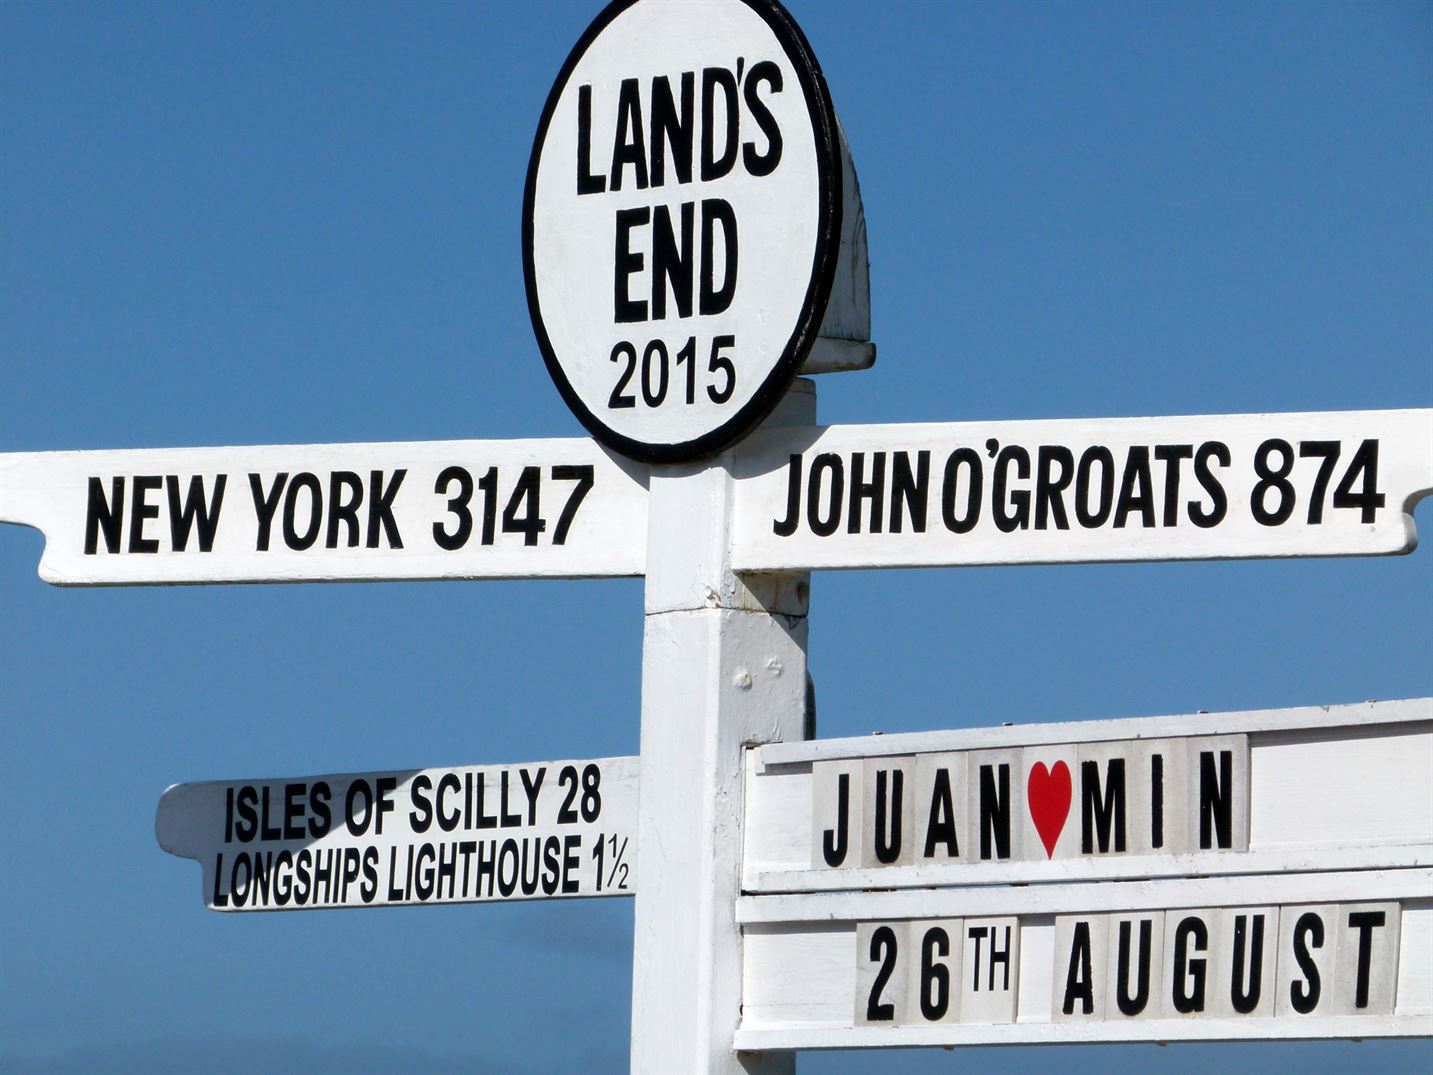 LAND'S
END
2015
NEW YORK 3147
JOHN O'GROATS 874
ISLES OF SCILLY 28
LONGSHIPS LIGHTHOUSE 1½
JUAN♥MIN
26TH AUGUST